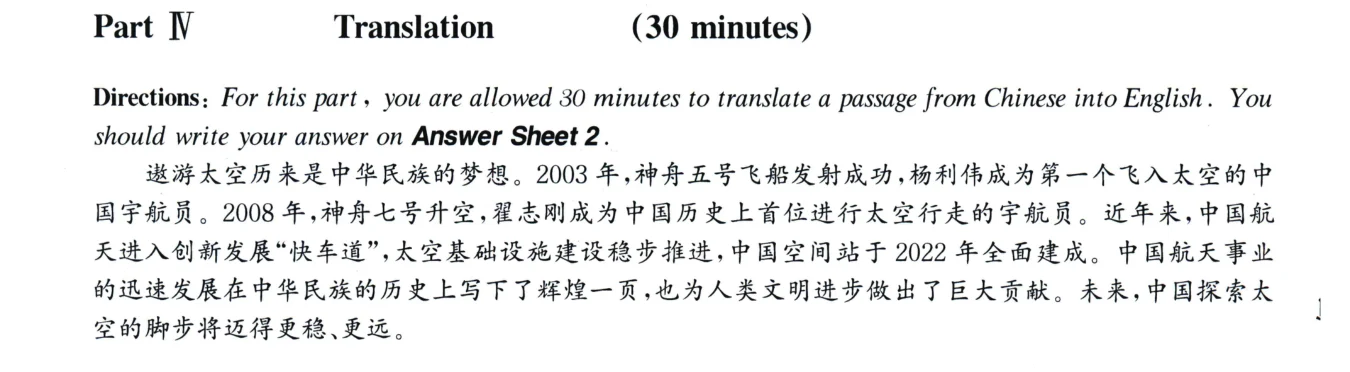 Part Ⅳ Translation (30 minutes)
Directions: For this part, you are allowed 30 minutes to translate a passage from Chinese into English. You
should write your answer on Answer Sheet 2.
遨游太空历来是中华民族的梦想。2003 年,神舟五号飞船发射成功,杨利伟成为第一个飞入太空的中
国宇航员。2008 年,神舟七号升空,翟志刚成为中国历史上首位进行太空行走的宇航员。近年来,中国航
天进入创新发展“快车道”,太空基础设施建设稳步推进,中国空间站于 2022 年全面建成。中国航天事业
的迅速发展在中华民族的历史上写下了辉煌一页,也为人类文明进步做出了巨大贡献。未来,中国探索太
空的脚步将迈得更稳、更远。